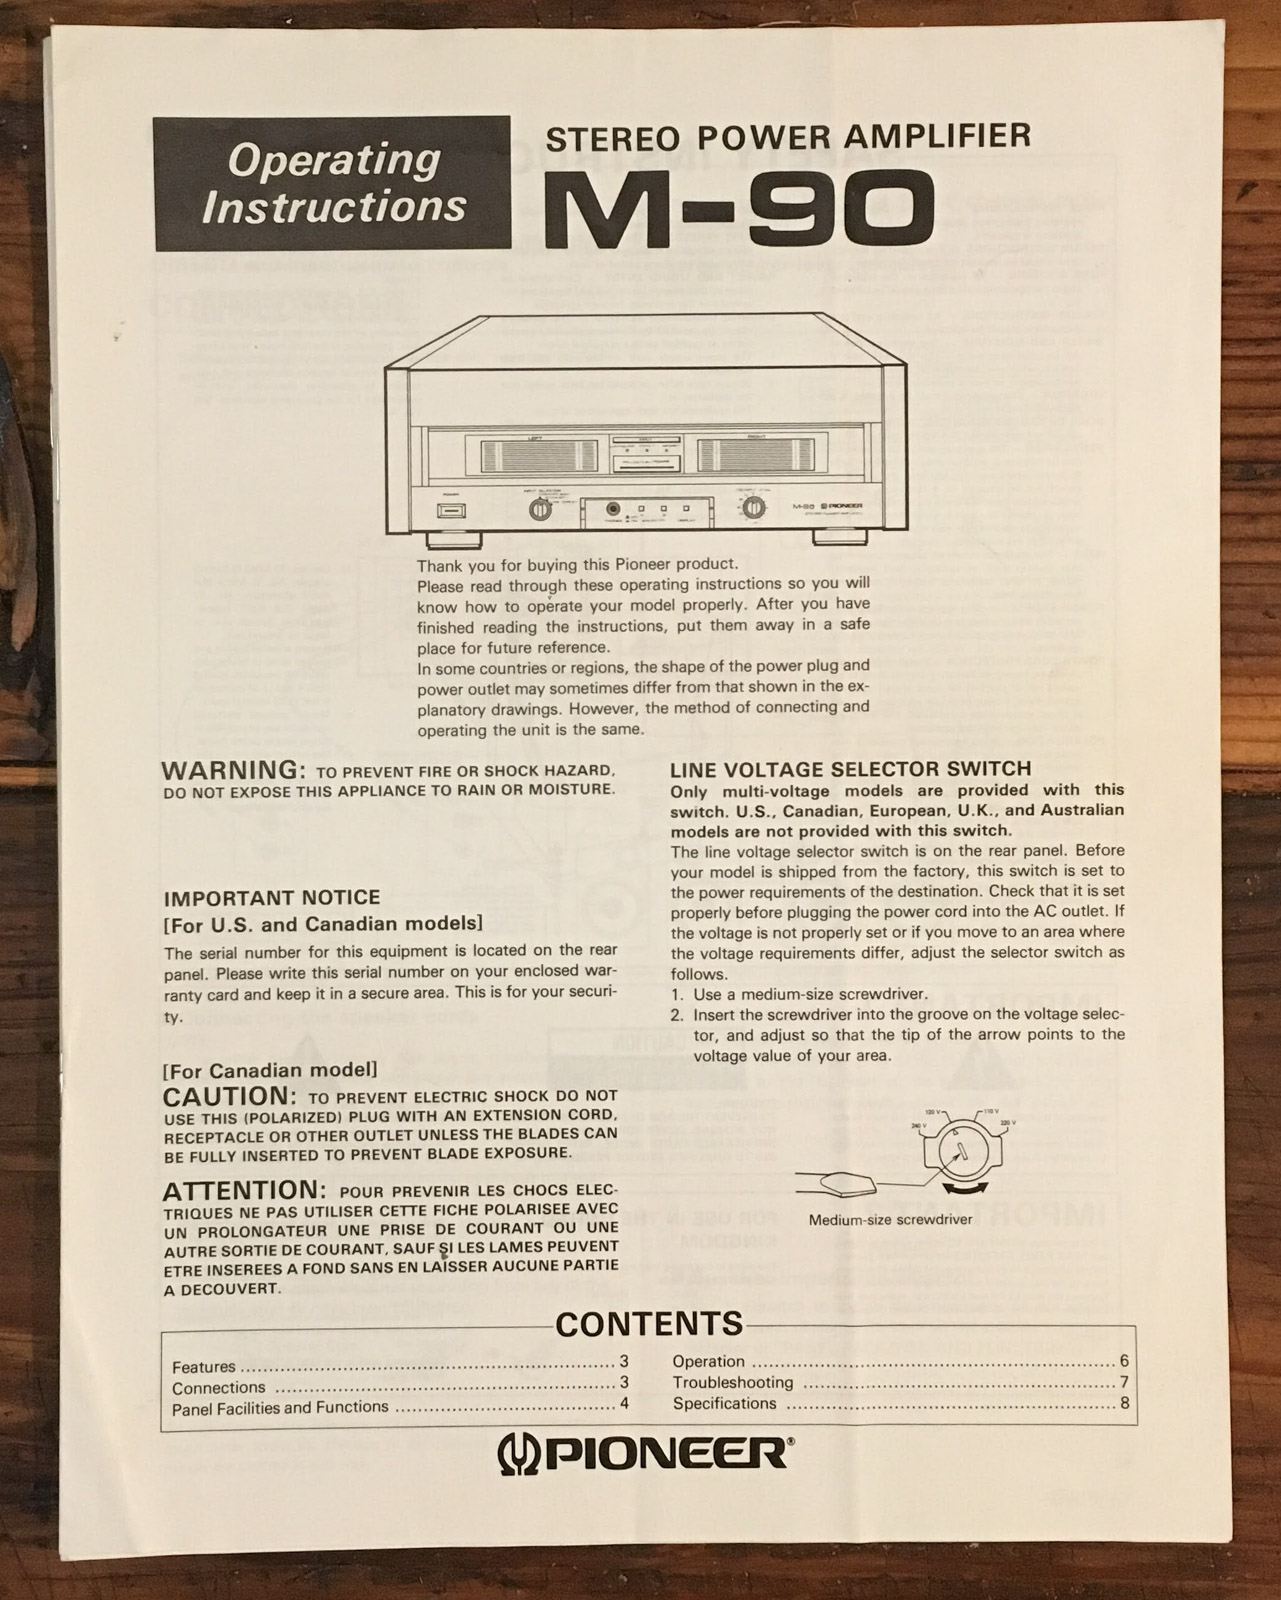 Operating
Instructions
STEREO POWER AMPLIFIER
M-90
LEFT
INPUT
RIGHT
POWER
INPUT SELECTOR
PHONES
DISPLAY
M-90 PIONEER
Thank you for buying this Pioneer product.
Please read through these operating instructions so you will
know how to operate your model properly. After you have
finished reading the instructions, put them away in a safe
place for future reference.
In some countries or regions, the shape of the power plug and
power outlet may sometimes differ from that shown in the ex-
planatory drawings. However, the method of connecting and
operating the unit is the same.
WARNING: TO PREVENT FIRE OR SHOCK HAZARD,
DO NOT EXPOSE THIS APPLIANCE TO RAIN OR MOISTURE.
IMPORTANT NOTICE
[For U.S. and Canadian models]
The serial number for this equipment is located on the rear
panel. Please write this serial number on your enclosed war-
ranty card and keep it in a secure area. This is for your securi-
ty.
[For Canadian model]
CAUTION: TO PREVENT ELECTRIC SHOCK DO NOT
USE THIS (POLARIZED) PLUG WITH AN EXTENSION CORD,
RECEPTACLE OR OTHER OUTLET UNLESS THE BLADES CAN
BE FULLY INSERTED TO PREVENT BLADE EXPOSURE.
ATTENTION: POUR PREVENIR LES CHOCS ELEC-
TRIQUES NE PAS UTILISER CETTE FICHE POLARISEE AVEC
UN PROLONGATEUR UNE PRISE DE COURANT OU UNE
AUTRE SORTIE DE COURANT, SAUF SI LES LAMES PEUVENT
ETRE INSEREES A FOND SANS EN LAISSER AUCUNE PARTIE
A DECOUVERT.
LINE VOLTAGE SELECTOR SWITCH
Only multi-voltage models are provided with this
switch. U.S., Canadian, European, U.K., and Australian
models are not provided with this switch.
The line voltage selector switch is on the rear panel. Before
your model is shipped from the factory, this switch is set to
the power requirements of the destination. Check that it is set
properly before plugging the power cord into the AC outlet. If
the voltage is not properly set or if you move to an area where
the voltage requirements differ, adjust the selector switch as
follows.
1. Use a medium-size screwdriver.
2. Insert the screwdriver into the groove on the voltage selec-
tor, and adjust so that the tip of the arrow points to the
voltage value of your area.
120 V
110 V
240 V
220 V
Medium-size screwdriver
CONTENTS
Features ........ 3
Connections ........ 3
Panel Facilities and Functions ........ 4
Operation ........ 6
Troubleshooting ........ 7
Specifications ........ 8
PIONEER®